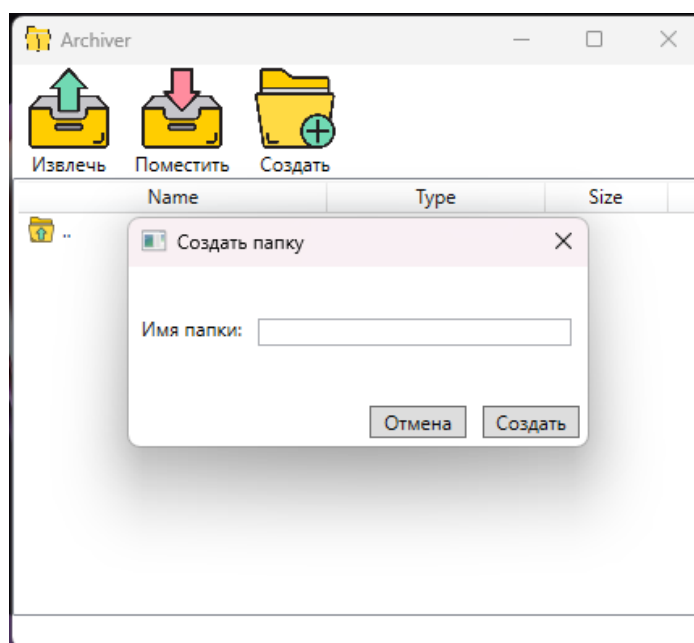 Archiver
Извлечь Поместить Создать
Name Type Size
..
Создать папку
Имя папки:
Отмена Создать